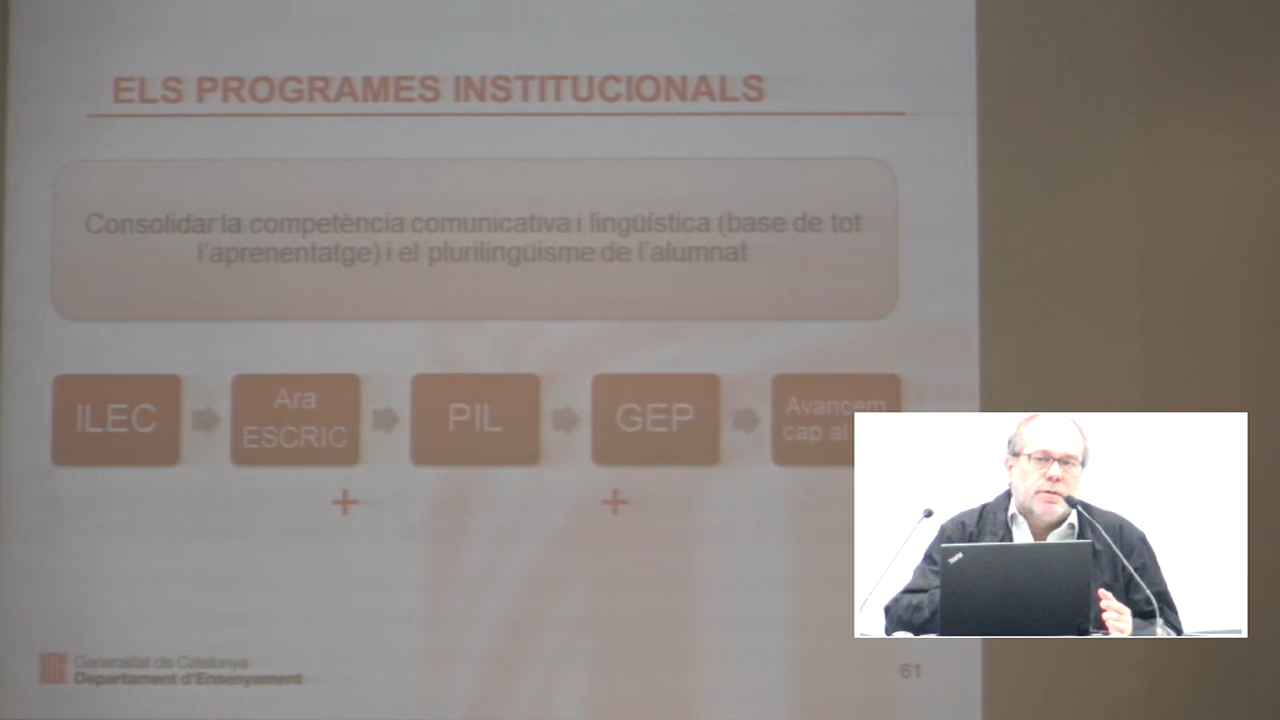 ELS PROGRAMES INSTITUCIONALS
Consolidar la competència comunicativa i lingüística (base de tot
l'aprenentatge) i el plurilingüisme de l'alumnat
ILEC
Ara
ESCRIC
PIL
GEP
Avancem
cap al
+
+
Generalitat de Catalunya
Departament d'Ensenyament
61